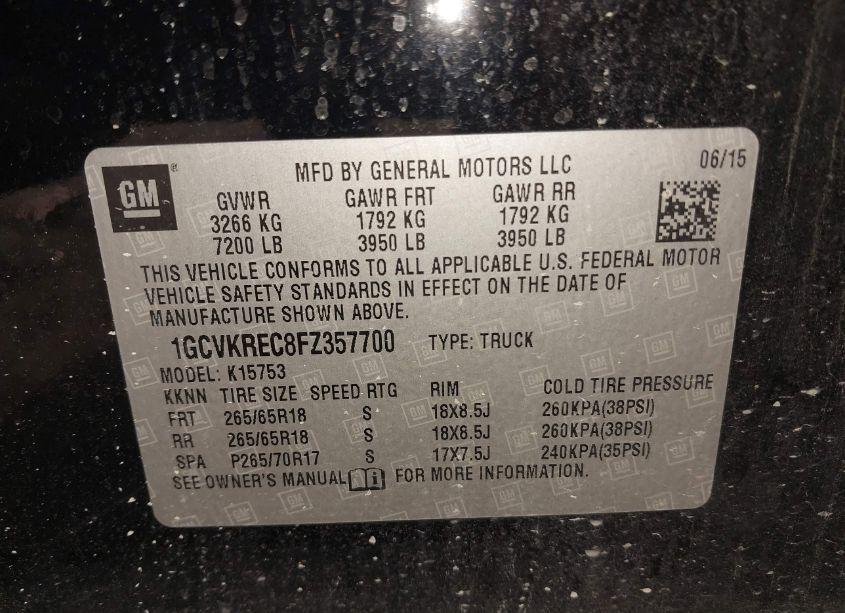 GM
MFD BY GENERAL MOTORS LLC 06/15
GVWR GAWR FRT GAWR RR
3266 KG 1792 KG 1792 KG
7200 LB 3950 LB 3950 LB
THIS VEHICLE CONFORMS TO ALL APPLICABLE U.S. FEDERAL MOTOR
VEHICLE SAFETY STANDARDS IN EFFECT ON THE DATE OF
MANUFACTURE SHOWN ABOVE.
1GCVKREC8FZ357700 TYPE: TRUCK
MODEL: K15753
KKNN TIRE SIZE SPEED RTG RIM COLD TIRE PRESSURE
FRT 265/65R18 S 18X8.5J 260KPA(38PSI)
RR 265/65R18 S 18X8.5J 260KPA(38PSI)
SPA P265/70R17 S 17X7.5J 240KPA(35PSI)
SEE OWNER'S MANUAL FOR MORE INFORMATION.